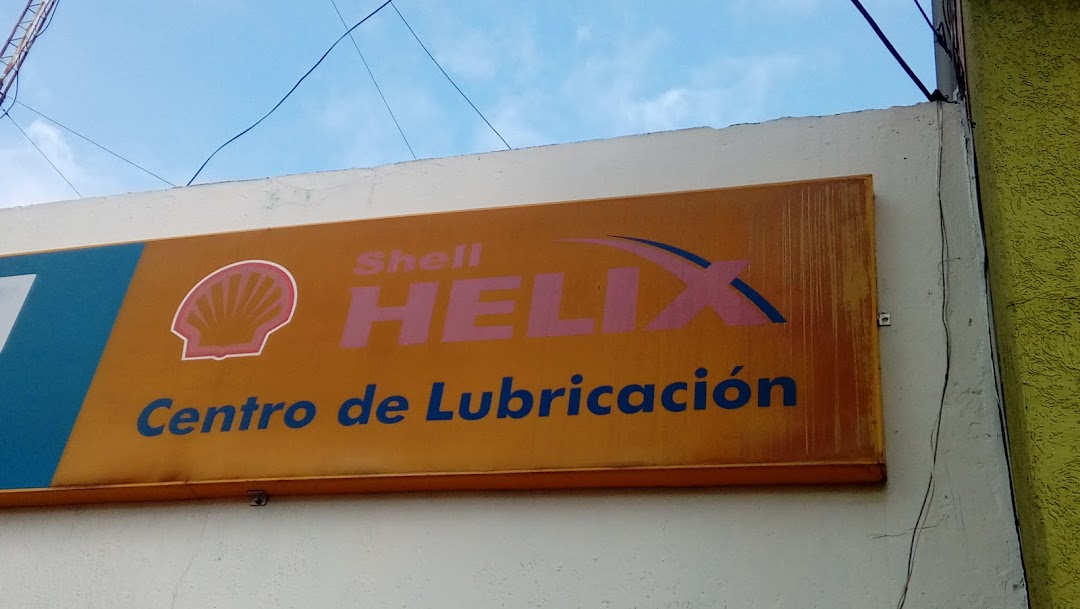 Shell
HELIX
Centro de Lubricación